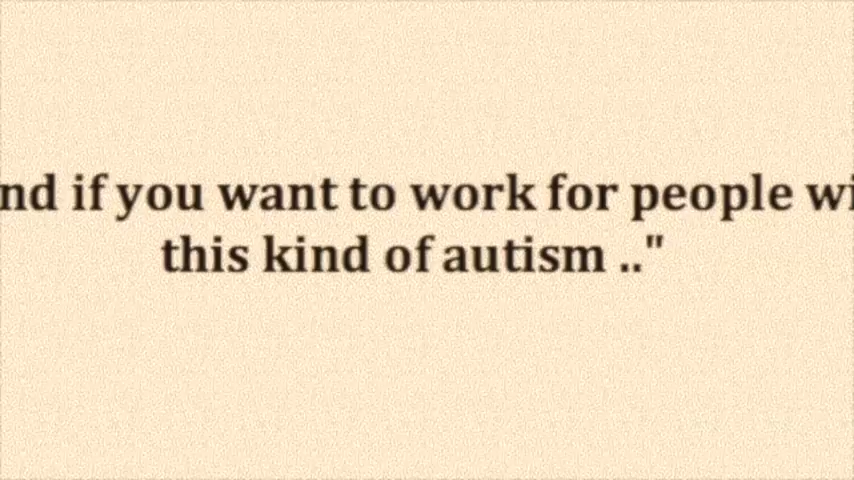 nd if you want to work for people wi
this kind of autism .."